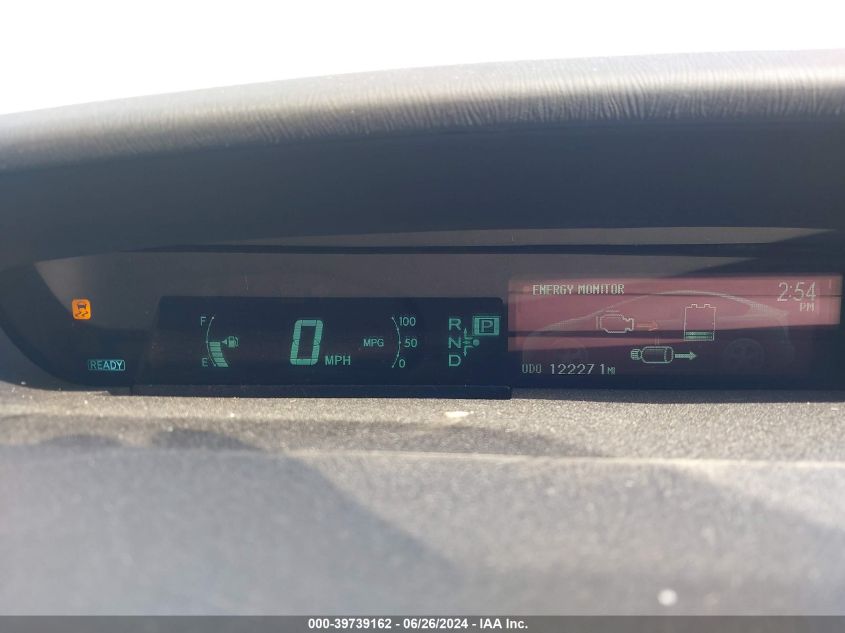 ENERGY MONITOR
2:54
PM
F
E
0 MPH
MPG
100
50
0
R
N
D
P
READY
ODO 122271 MI
000-39739162 - 06/26/2024 - IAA Inc.